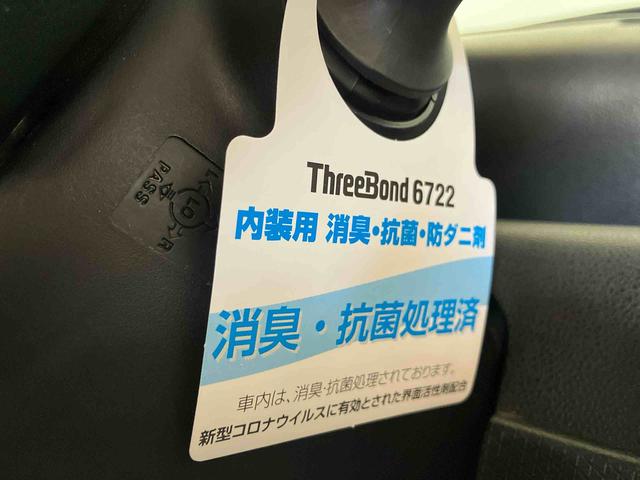 ThreeBond 6722
内装用 消臭・抗菌・防ダニ剤
消臭・抗菌処理済
車内は、消臭・抗菌処理されております。
新型コロナウイルスに有効とされた界面活性剤配合
L
PASS
LO
R